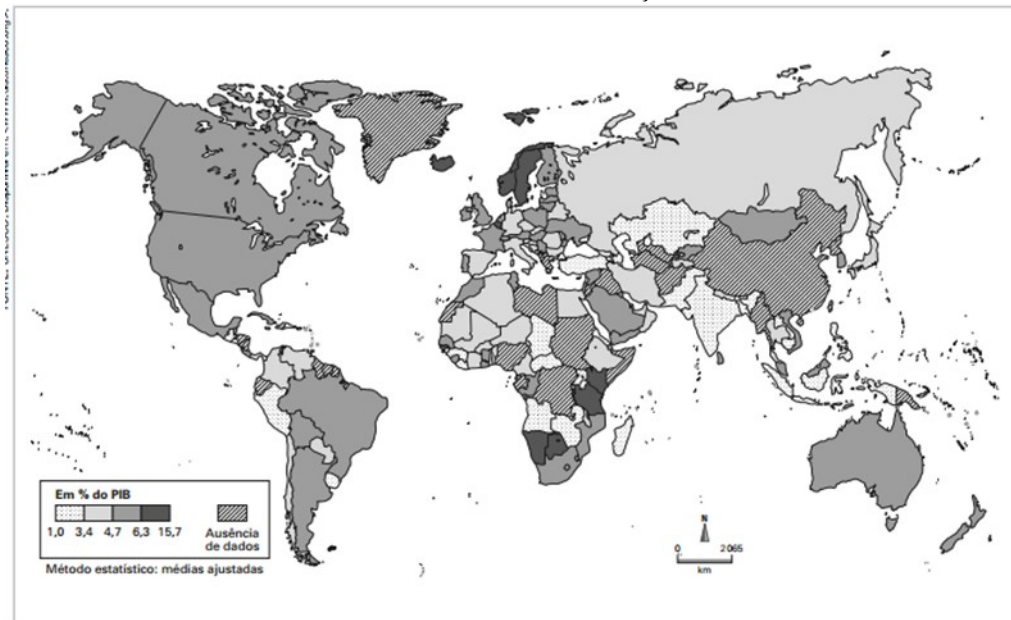 Em % do PIB
1,0 3,4 4,7 6,3 15,7
Ausência
de dados
Método estatístico: médias ajustadas
N
0 2065
km